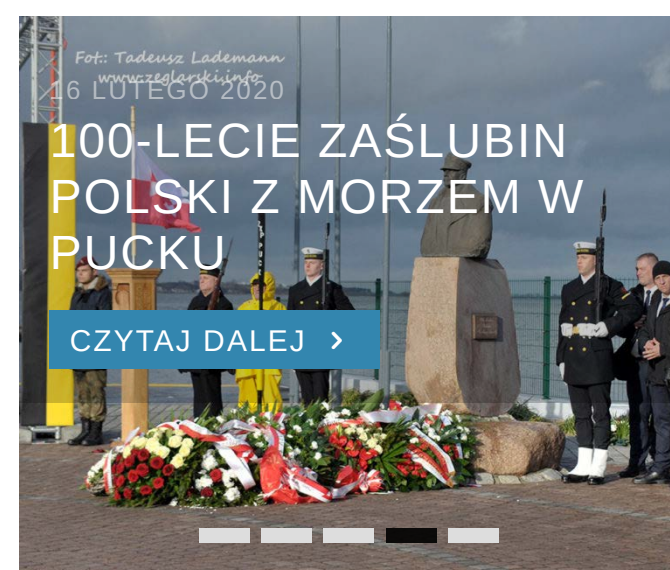 Fot.: Tadeusz Lademann
www.zeglarski.info
16 LUTEGO 2020
100-LECIE ZAŚLUBIN
POLSKI Z MORZEM W
PUCKU
CZYTAJ DALEJ